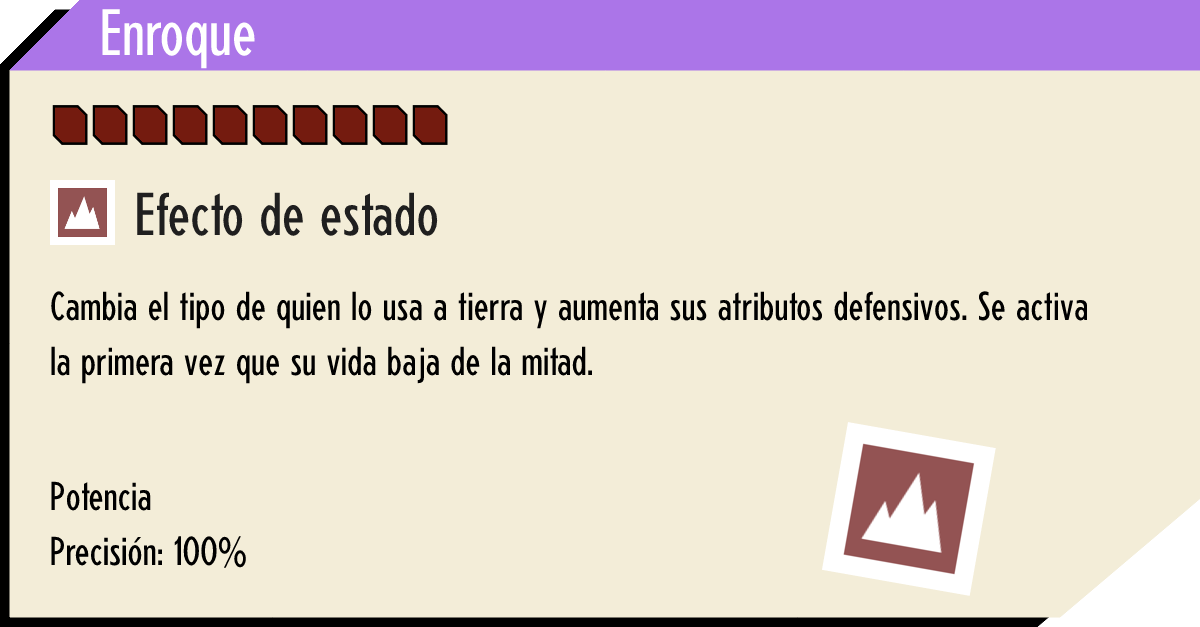 Enroque
Efecto de estado
Cambia el tipo de quien lo usa a tierra y aumenta sus atributos defensivos. Se activa
la primera vez que su vida baja de la mitad.
Potencia
Precisión: 100%